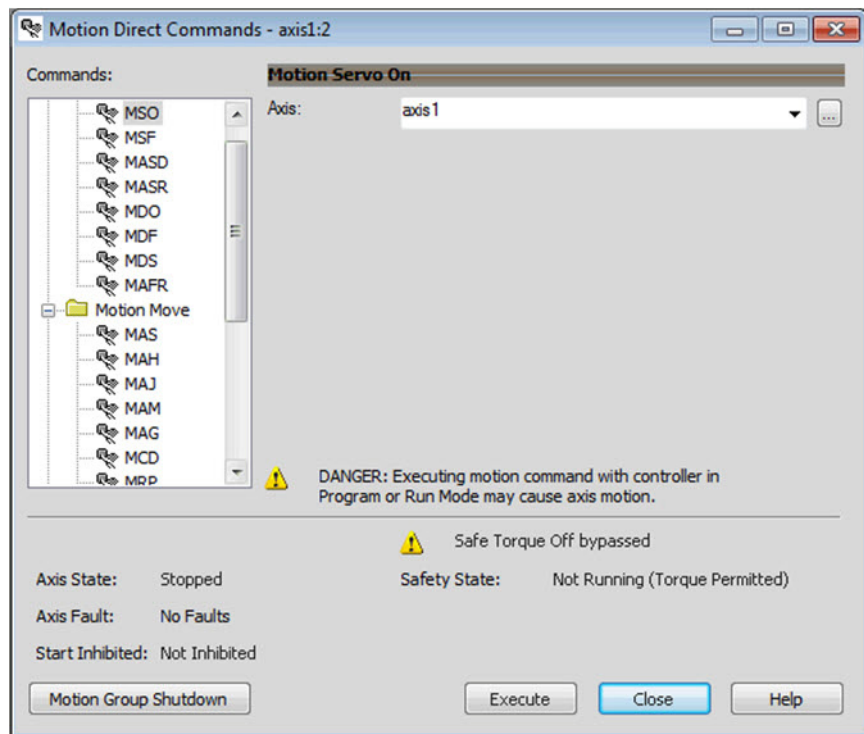 Motion Direct Commands - axis1:2
Commands:
MSO
MSF
MASD
MASR
MDO
MDF
MDS
MAFR
Motion Move
MAS
MAH
MAJ
MAM
MAG
MCD
MRP
Motion Servo On
Axis:
axis1
...
DANGER: Executing motion command with controller in
Program or Run Mode may cause axis motion.
Safe Torque Off bypassed
Axis State: Stopped
Safety State: Not Running (Torque Permitted)
Axis Fault: No Faults
Start Inhibited: Not Inhibited
Motion Group Shutdown
Execute
Close
Help